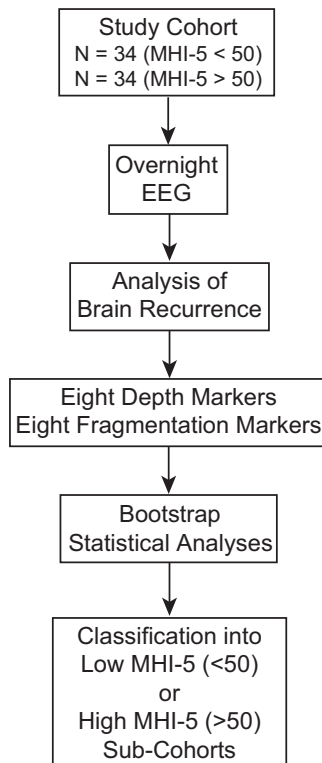 Study Cohort
N = 34 (MHI-5 < 50)
N = 34 (MHI-5 > 50)
Overnight
EEG
Analysis of
Brain Recurrence
Eight Depth Markers
Eight Fragmentation Markers
Bootstrap
Statistical Analyses
Classification into
Low MHI-5 (<50)
or
High MHI-5 (>50)
Sub-Cohorts